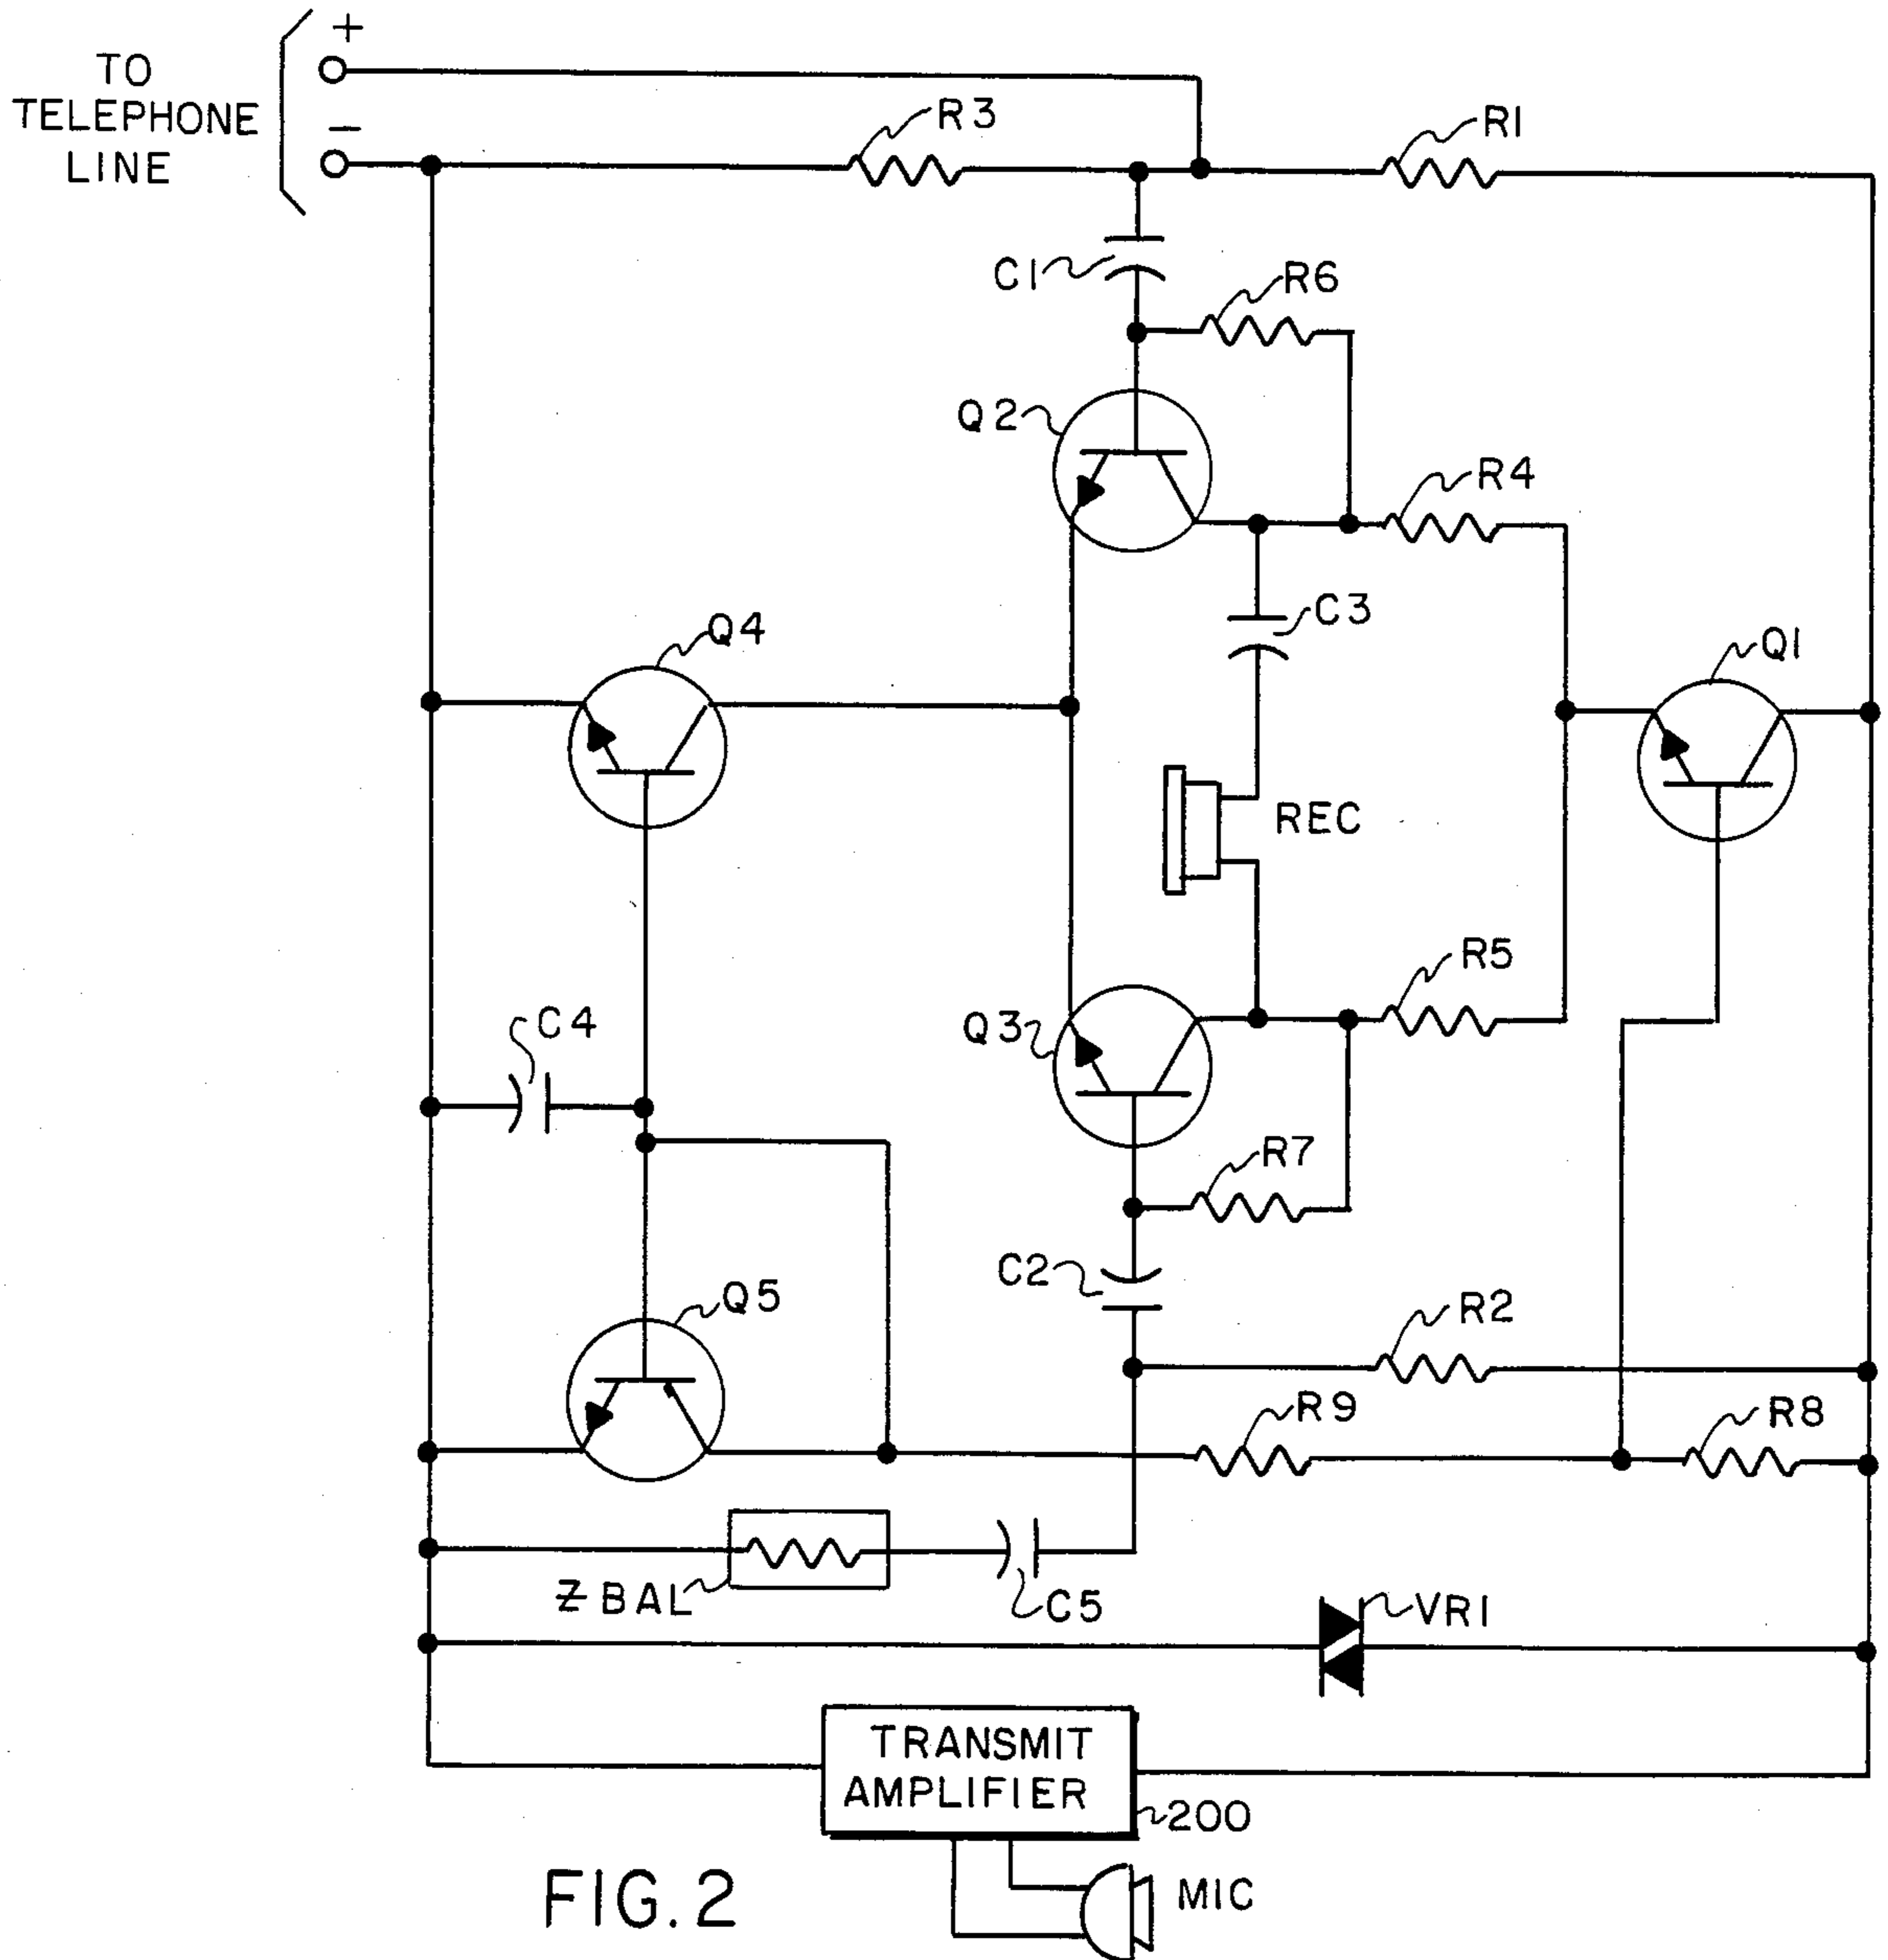 +
TO
TELEPHONE
LINE
−
R3
R1
C1
R6
Q2
R4
C3
Q4
Q1
REC
R5
Q3
C4
R7
C2
R2
Q5
R9
R8
Z BAL
C5
VR1
TRANSMIT
AMPLIFIER
200
MIC
FIG. 2